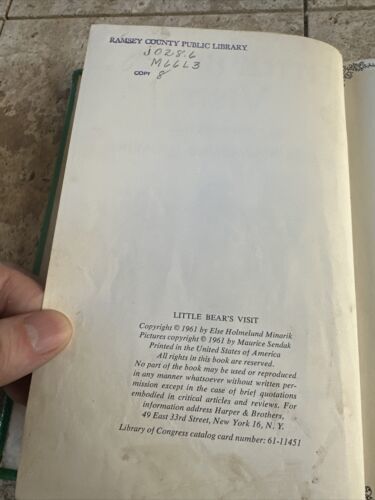 RAMSEY COUNTY PUBLIC LIBRARY
J028.6
M66L3
COPY 8
LITTLE BEAR'S VISIT
Copyright © 1961 by Else Holmelund Minarik
Pictures copyright © 1961 by Maurice Sendak
Printed in the United States of America
All rights in this book are reserved.
No part of the book may be used or reproduced
in any manner whatsoever without written per-
mission except in the case of brief quotations
embodied in critical articles and reviews. For
information address Harper & Brothers,
49 East 33rd Street, New York 16, N. Y.
Library of Congress catalog card number: 61-11451